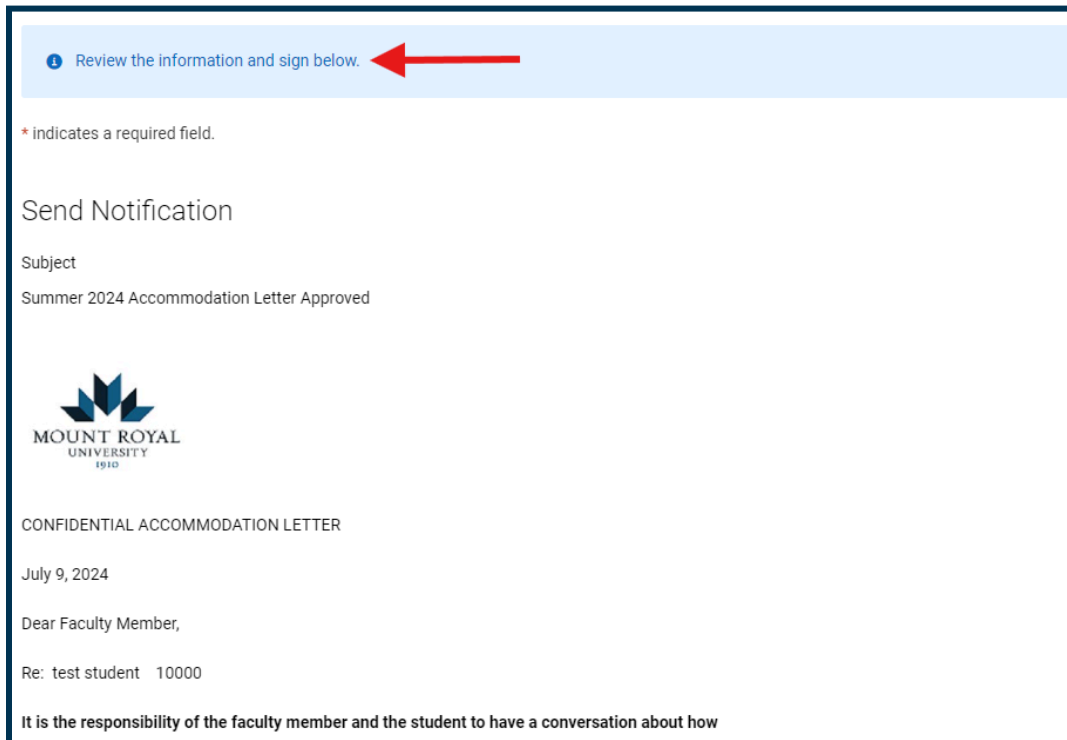 Review the information and sign below.
* indicates a required field.
Send Notification
Subject
Summer 2024 Accommodation Letter Approved
MOUNT ROYAL
UNIVERSITY
1910
CONFIDENTIAL ACCOMMODATION LETTER
July 9, 2024
Dear Faculty Member,
Re: test student 10000
It is the responsibility of the faculty member and the student to have a conversation about how